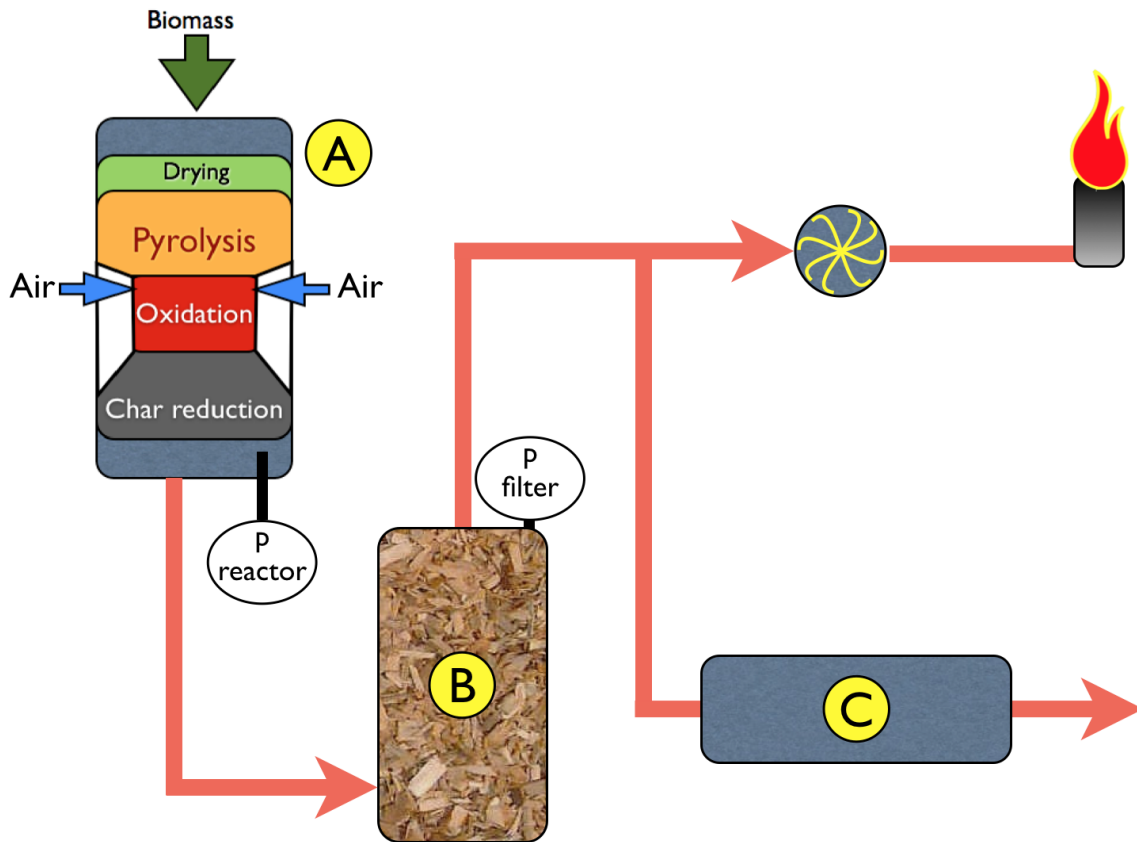 Biomass
A
Drying
Pyrolysis
Air
Air
Oxidation
Char reduction
P
filter
P
reactor
B
C